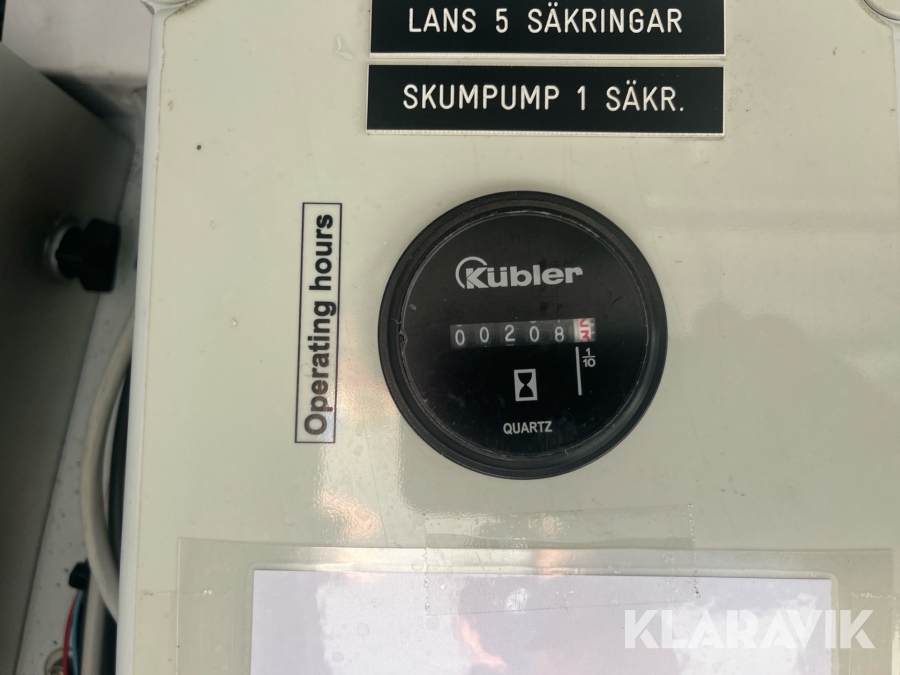 LANS 5 SÄKRINGAR
SKUMPUMP 1 SÄKR.
Operating hours
Kübler
00208
1/10
QUARTZ
KLARAVIK